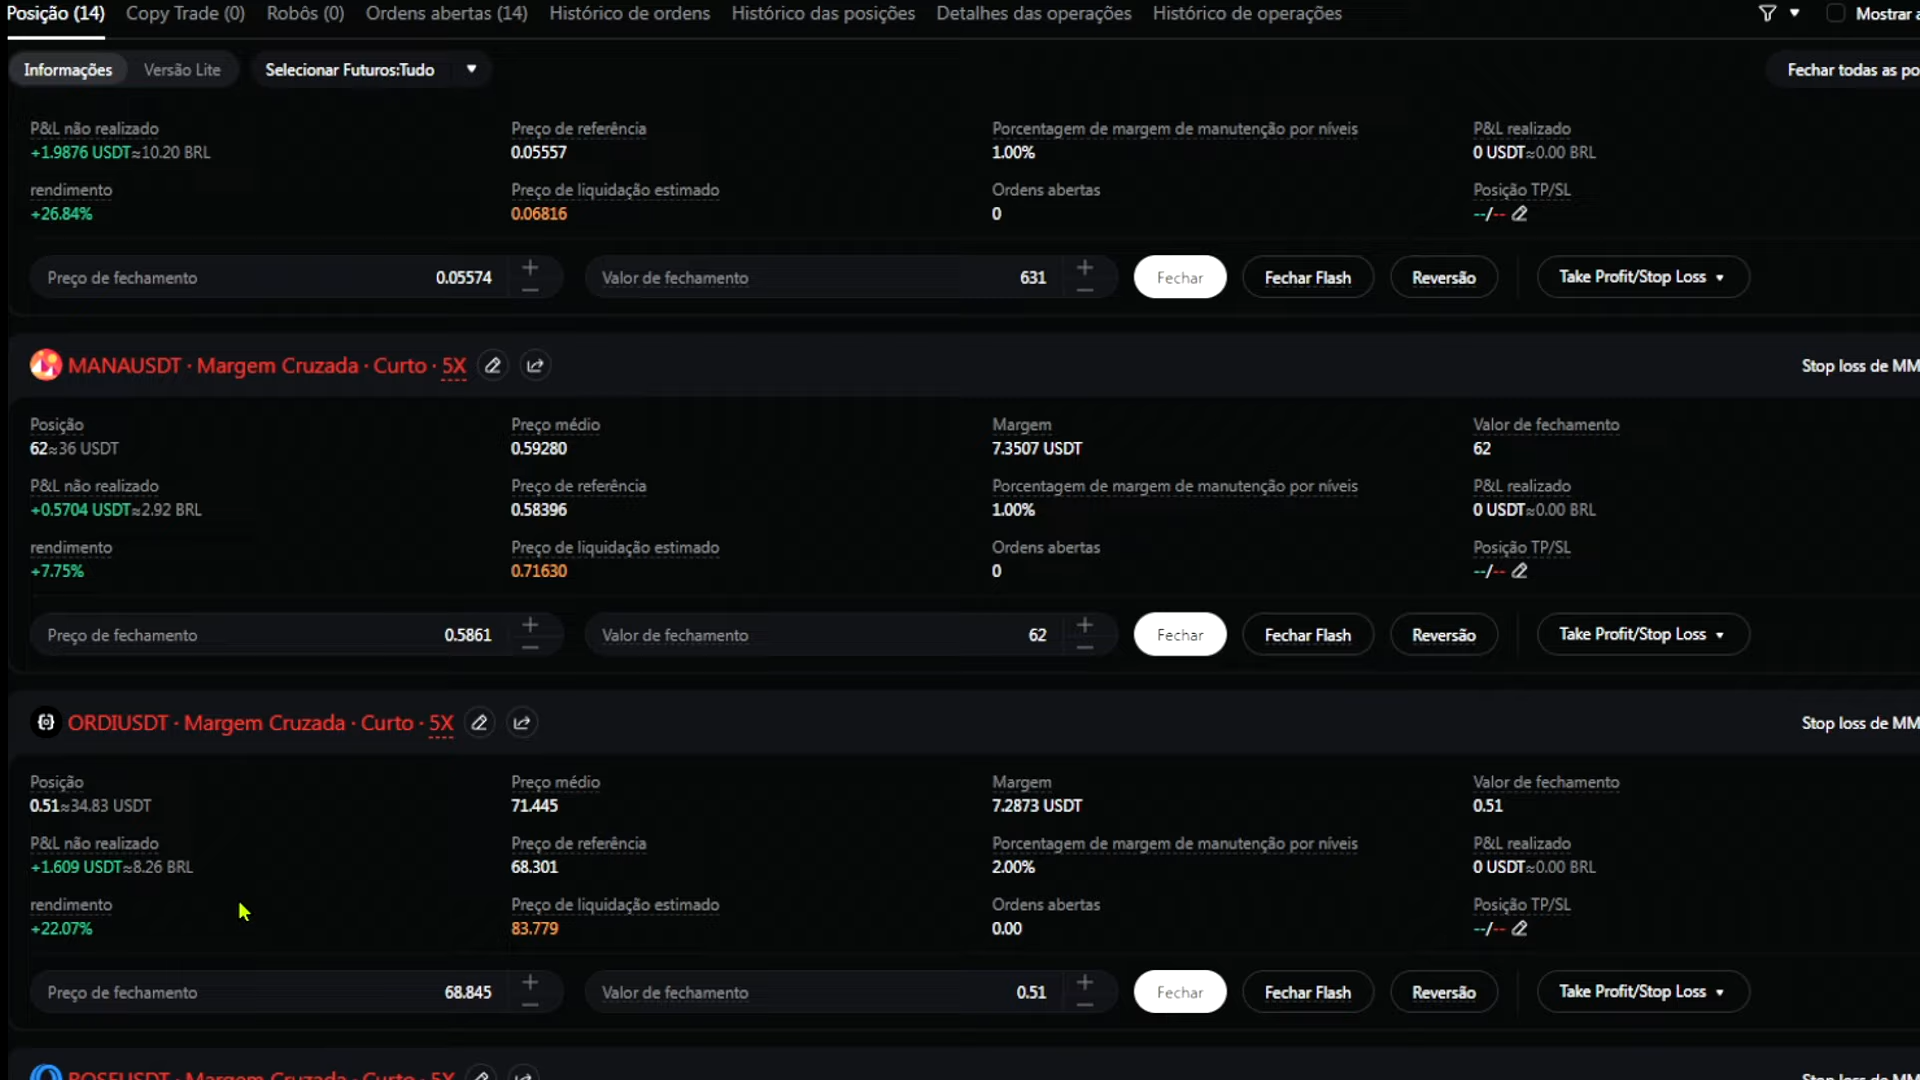 Posição (14) Copy Trade (0) Robôs (0) Ordens abertas (14) Histórico de ordens Histórico das posições Detalhes das operações Histórico de operações Mostrar a
Informações Versão Lite Selecionar Futuros:Tudo Fechar todas as po
P&L não realizado Preço de referência Porcentagem de margem de manutenção por níveis P&L realizado
+1.9876 USDT≈10.20 BRL 0.05557 1.00% 0 USDT≈0.00 BRL
rendimento Preço de liquidação estimado Ordens abertas Posição TP/SL
+26.84% 0.06816 0 --/--
Preço de fechamento 0.05574 + − Valor de fechamento 631 + − Fechar Fechar Flash Reversão Take Profit/Stop Loss
MANAUSDT · Margem Cruzada · Curto · 5X Stop loss de MM
Posição Preço médio Margem Valor de fechamento
62≈36 USDT 0.59280 7.3507 USDT 62
P&L não realizado Preço de referência Porcentagem de margem de manutenção por níveis P&L realizado
+0.5704 USDT≈2.92 BRL 0.58396 1.00% 0 USDT≈0.00 BRL
rendimento Preço de liquidação estimado Ordens abertas Posição TP/SL
+7.75% 0.71630 0 --/--
Preço de fechamento 0.5861 + − Valor de fechamento 62 + − Fechar Fechar Flash Reversão Take Profit/Stop Loss
ORDIUSDT · Margem Cruzada · Curto · 5X Stop loss de MM
Posição Preço médio Margem Valor de fechamento
0.51≈34.83 USDT 71.445 7.2873 USDT 0.51
P&L não realizado Preço de referência Porcentagem de margem de manutenção por níveis P&L realizado
+1.609 USDT≈8.26 BRL 68.301 2.00% 0 USDT≈0.00 BRL
rendimento Preço de liquidação estimado Ordens abertas Posição TP/SL
+22.07% 83.779 0.00 --/--
Preço de fechamento 68.845 + − Valor de fechamento 0.51 + − Fechar Fechar Flash Reversão Take Profit/Stop Loss
ROSEUSDT · Margem Cruzada · Curto · 5X Stop loss de MM